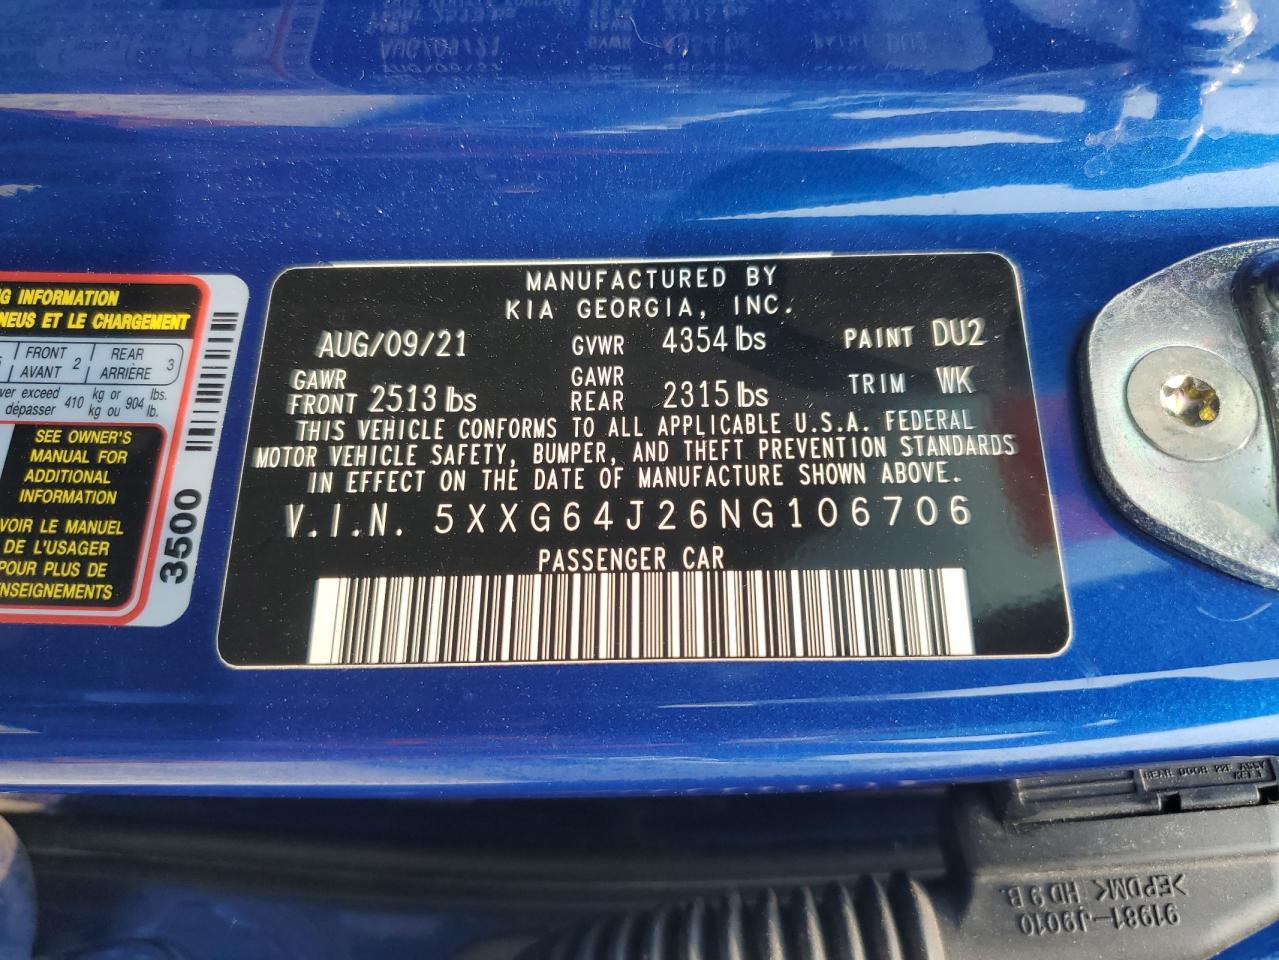 MANUFACTURED BY
KIA GEORGIA, INC.
AUG/09/21 GVWR 4354 lbs PAINT DU2
GAWR FRONT 2513 lbs GAWR REAR 2315 lbs TRIM WK
THIS VEHICLE CONFORMS TO ALL APPLICABLE U.S.A. FEDERAL
MOTOR VEHICLE SAFETY, BUMPER, AND THEFT PREVENTION STANDARDS
IN EFFECT ON THE DATE OF MANUFACTURE SHOWN ABOVE.
V.I.N. 5XXG64J26NG106706
PASSENGER CAR
INFORMATION
NEUS ET LE CHARGEMENT
FRONT AVANT 2 REAR ARRIÈRE 3
ver exceed 410 kg or 904 lbs.
dépasser kg ou lb.
SEE OWNER'S
MANUAL FOR
ADDITIONAL
INFORMATION
VOIR LE MANUEL
DE L'USAGER
POUR PLUS DE
NSEIGNEMENTS
3500
91981-J9010
>EPDM< HD 9 B.